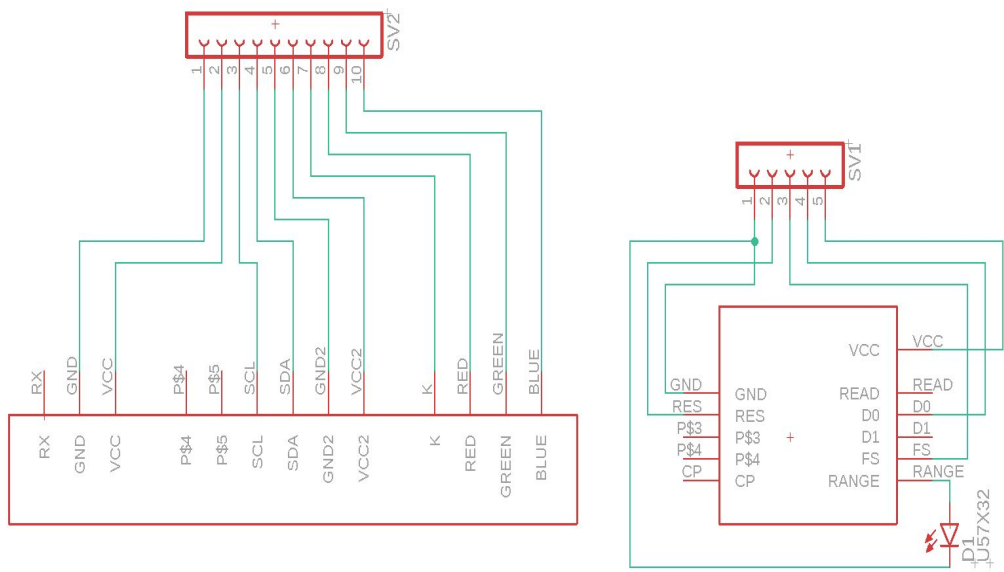 SV2
1 2 3 4 5 6 7 8 9 10
SV1
1 2 3 4 5
RX GND VCC P$4 P$5 SCL SDA GND2 VCC2 K RED GREEN BLUE
RX GND VCC P$4 P$5 SCL SDA GND2 VCC2 K RED GREEN BLUE
VCC VCC
GND GND READ READ
RES RES D0 D0
P$3 P$3 D1 D1
P$4 P$4 FS FS
CP CP RANGE RANGE
D1
U57X32